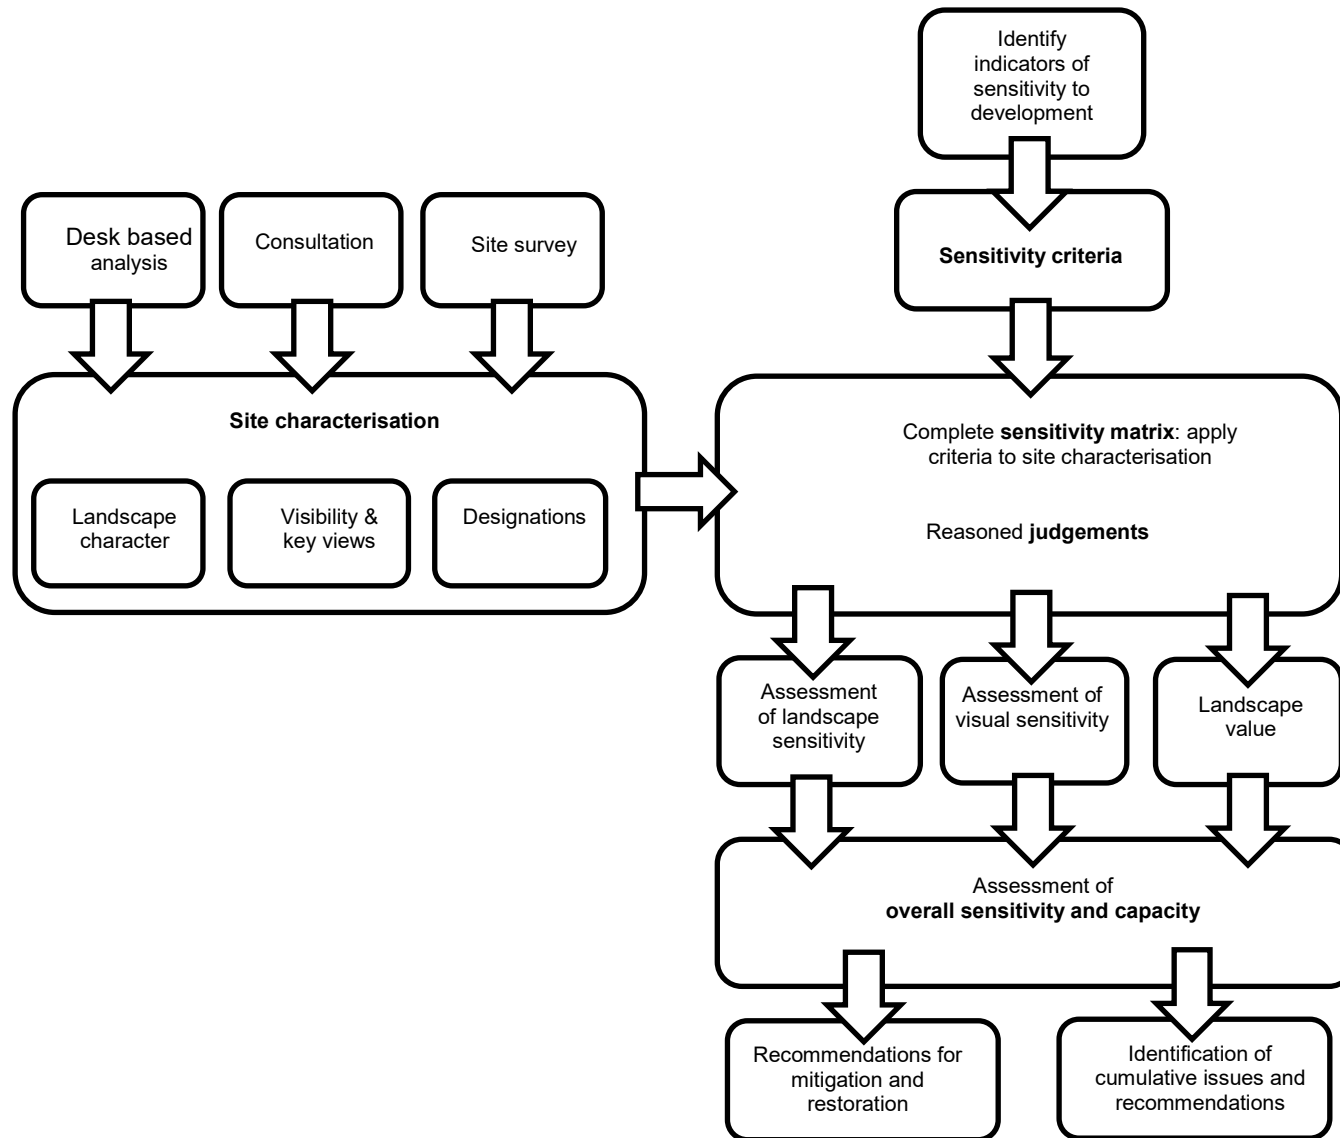 Identify
indicators of
sensitivity to
development
Desk based
analysis
Consultation
Site survey
Sensitivity criteria
Site characterisation
Landscape
character
Visibility &
key views
Designations
Complete sensitivity matrix: apply
criteria to site characterisation
Reasoned judgements
Assessment
of landscape
sensitivity
Assessment of
visual sensitivity
Landscape
value
Assessment of
overall sensitivity and capacity
Recommendations for
mitigation and
restoration
Identification of
cumulative issues and
recommendations